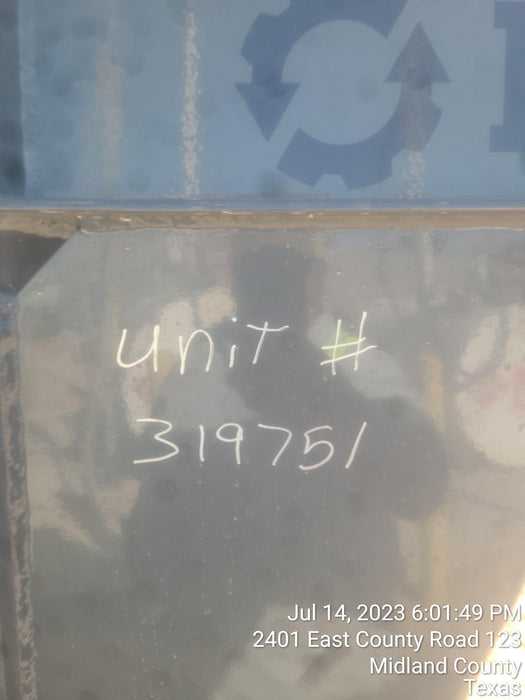 unit #
319751
Jul 14, 2023 6:01:49 PM
2401 East County Road 123
Midland County
Texas